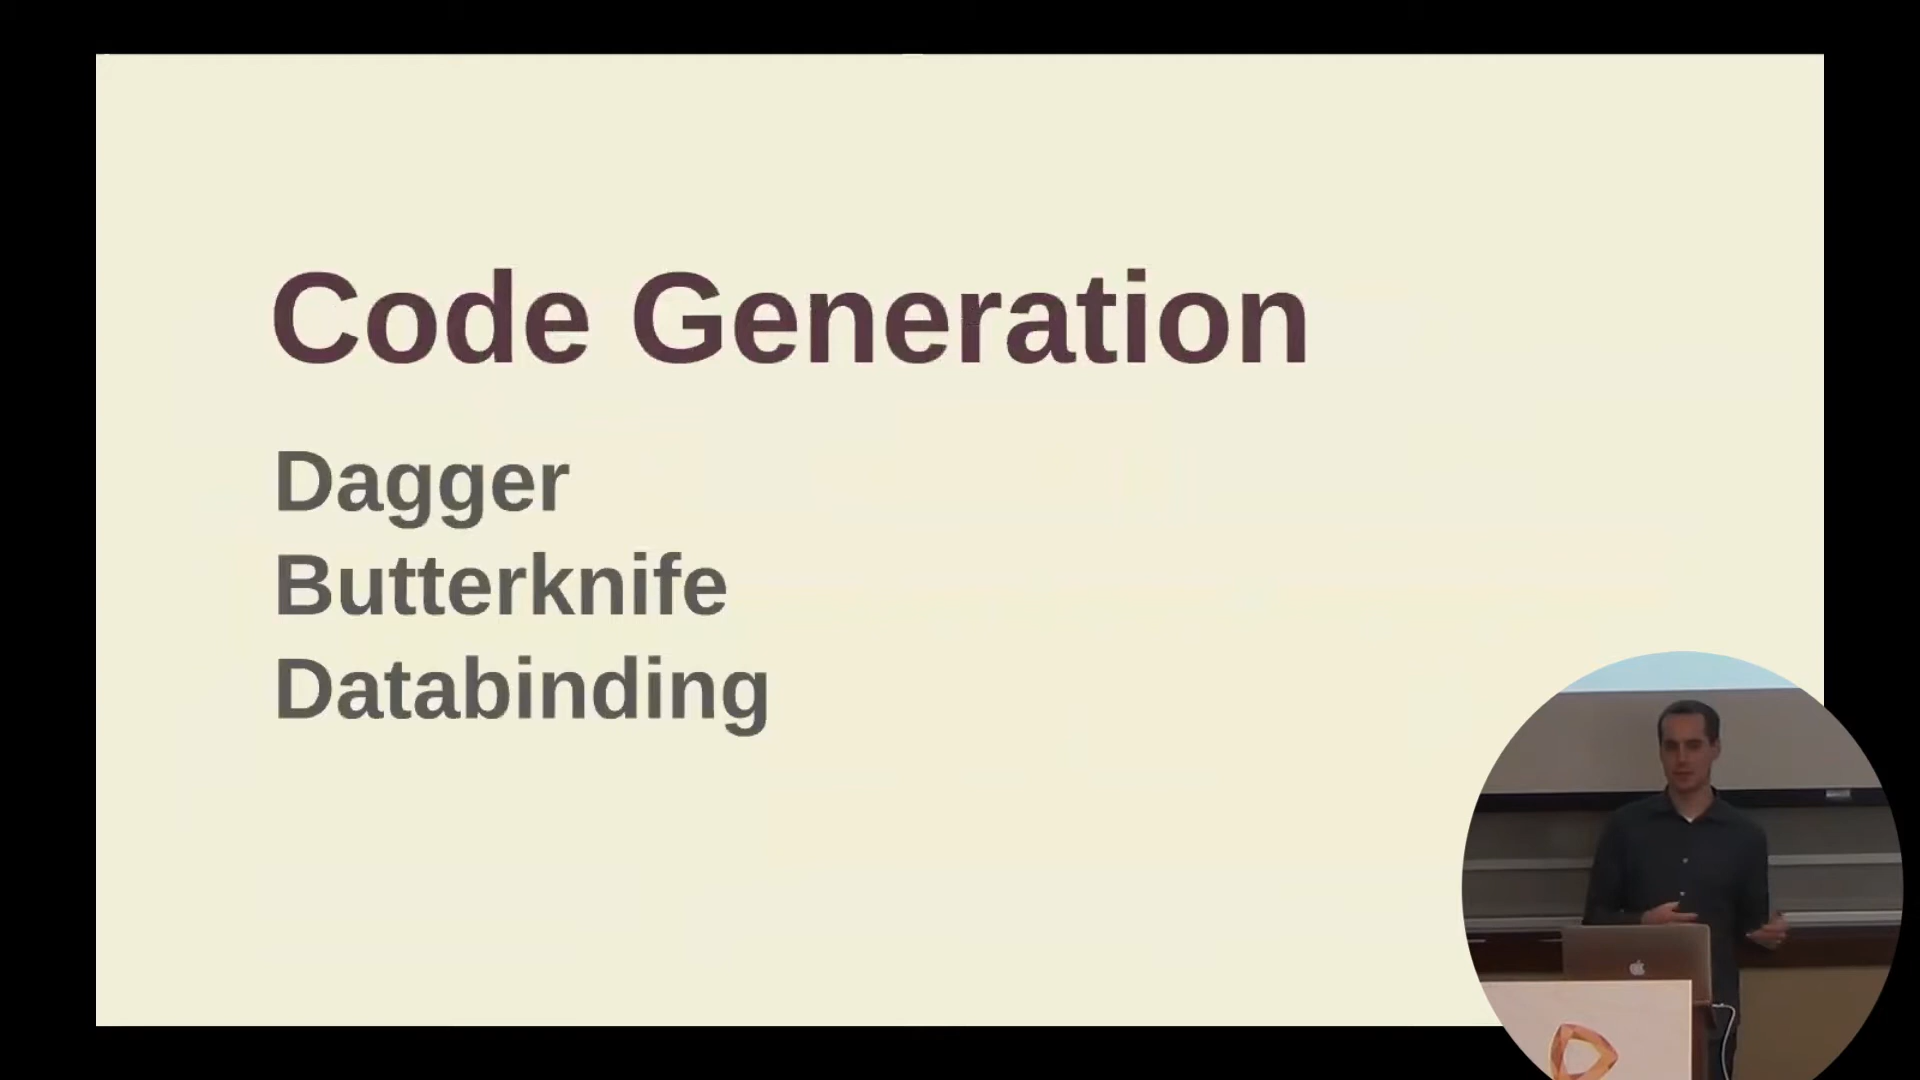 Code Generation
Dagger
Butterknife
Databinding